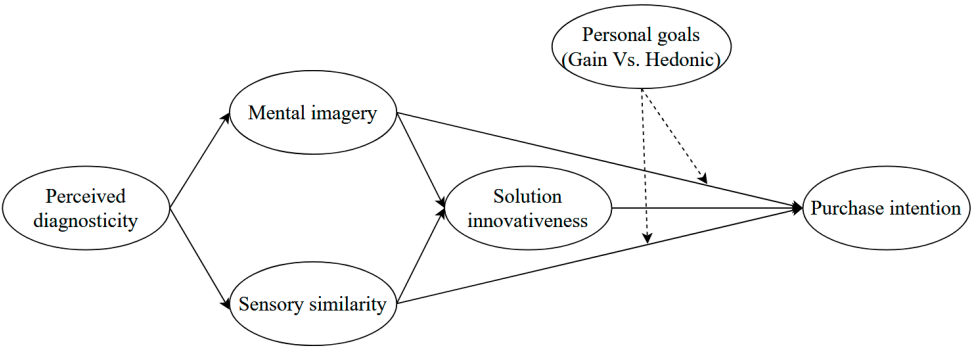 Personal goals
(Gain Vs. Hedonic)
Mental imagery
Perceived
diagnosticity
Solution
innovativeness
Purchase intention
Sensory similarity